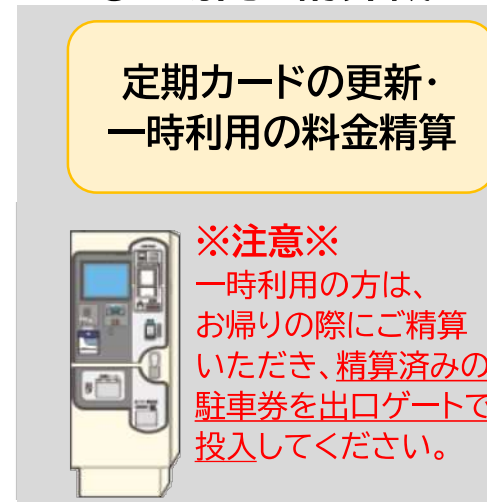 定期カードの更新・
一時利用の料金精算
※注意※
一時利用の方は、
お帰りの際にご精算
いただき、精算済みの
駐車券を出口ゲートで
投入してください。